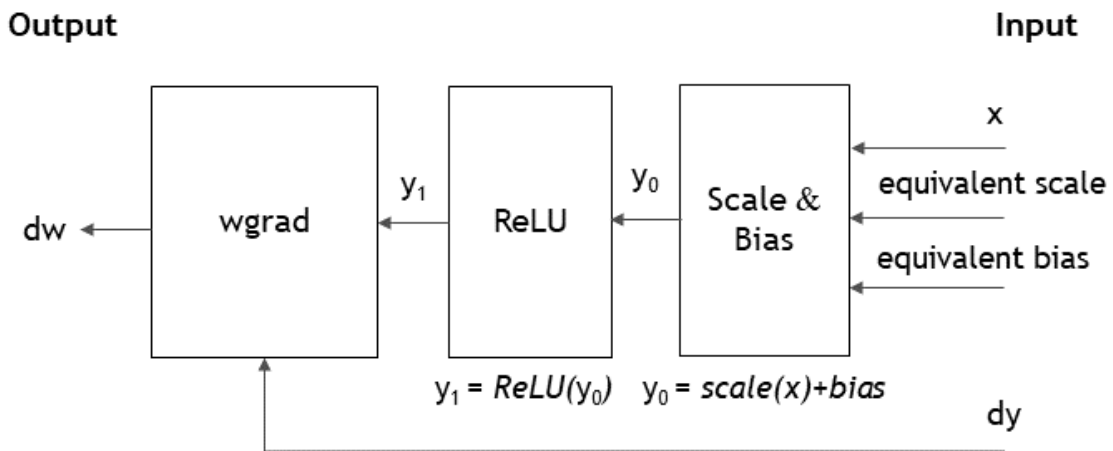 Output
Input
x
equivalent scale
equivalent bias
Scale &
Bias
y₀
ReLU
y₁
wgrad
dw
y₁ = ReLU(y₀)
y₀ = scale(x)+bias
dy